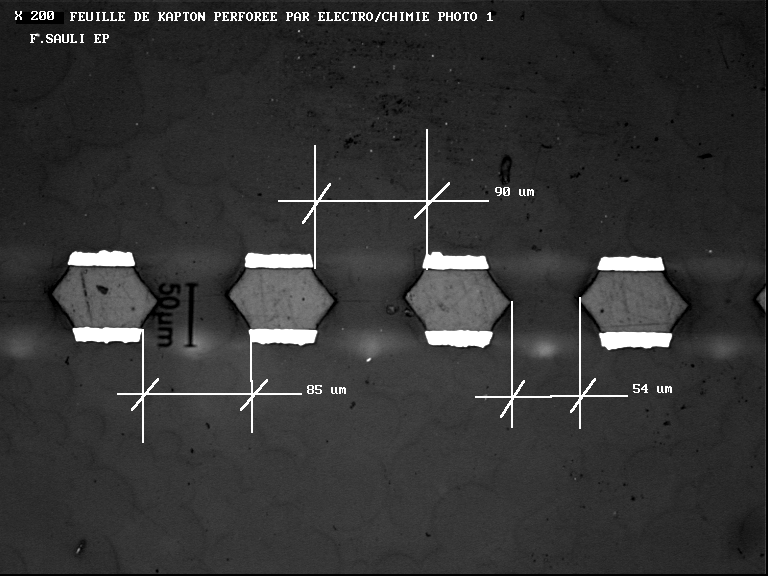 X 200 FEUILLE DE KAPTON PERFOREE PAR ELECTRO/CHIMIE PHOTO 1
F.SAULI EP
90 um
50µm
85 um
54 um